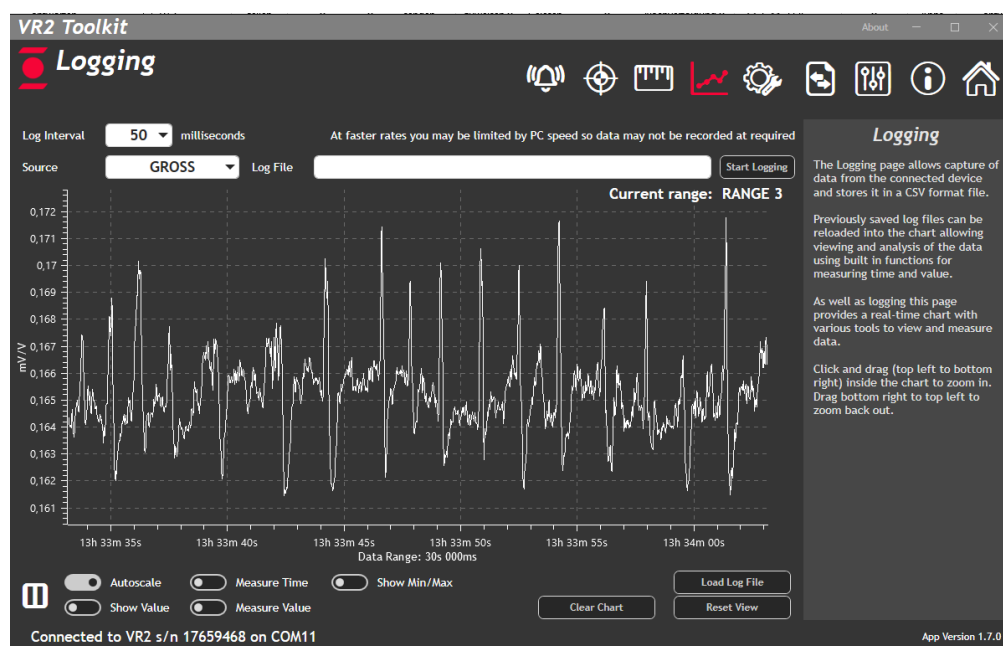 VR2 Toolkit
About
Logging
Log Interval 50 milliseconds At faster rates you may be limited by PC speed so data may not be recorded at required
Source GROSS Log File Start Logging
Current range: RANGE 3
0,172
0,171
0,17
0,169
0,168
0,167
0,166
0,165
0,164
0,163
0,162
0,161
mV/V
13h 33m 35s 13h 33m 40s 13h 33m 45s 13h 33m 50s 13h 33m 55s 13h 34m 00s
Data Range: 30s 000ms
Autoscale Measure Time Show Min/Max Load Log File
Show Value Measure Value Clear Chart Reset View
Connected to VR2 s/n 17659468 on COM11
Logging
The Logging page allows capture of
data from the connected device
and stores it in a CSV format file.
Previously saved log files can be
reloaded into the chart allowing
viewing and analysis of the data
using built in functions for
measuring time and value.
As well as logging this page
provides a real-time chart with
various tools to view and measure
data.
Click and drag (top left to bottom
right) inside the chart to zoom in.
Drag bottom right to top left to
zoom back out.
App Version 1.7.0